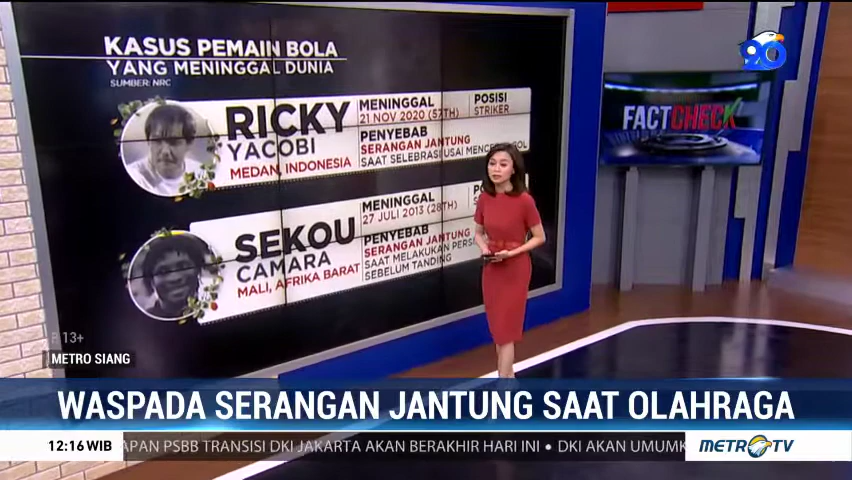 KASUS PEMAIN BOLA
YANG MENINGGAL DUNIA
SUMBER: NRC
RICKY
YACOBI
MEDAN, INDONESIA
MENINGGAL
21 NOV 2020 (57TH)
POSISI
STRIKER
PENYEBAB
SERANGAN JANTUNG
SAAT SELEBRASI USAI
SEKOU
CAMARA
MALI, AFRIKA BARAT
MENINGGAL
27 JULI 2013 (28TH)
PENYEBAB
SERANGAN JANTUNG
SAAT MELAKUKAN
SEBELUM TANDING
90
FACTCHECK
13+
METRO SIANG
WASPADA SERANGAN JANTUNG SAAT OLAHRAGA
12:16 WIB
APAN PSBB TRANSISI DKI JAKARTA AKAN BERAKHIR HARI INI • DKI AKAN UMUMK
METRO TV